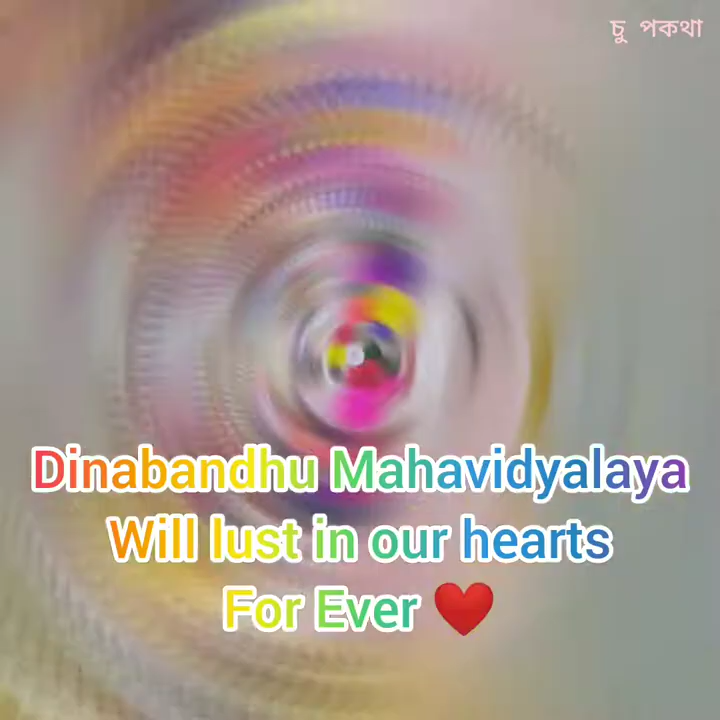 চু পকথা
Dinabandhu Mahavidyalaya
Will lust in our hearts
For Ever ❤️